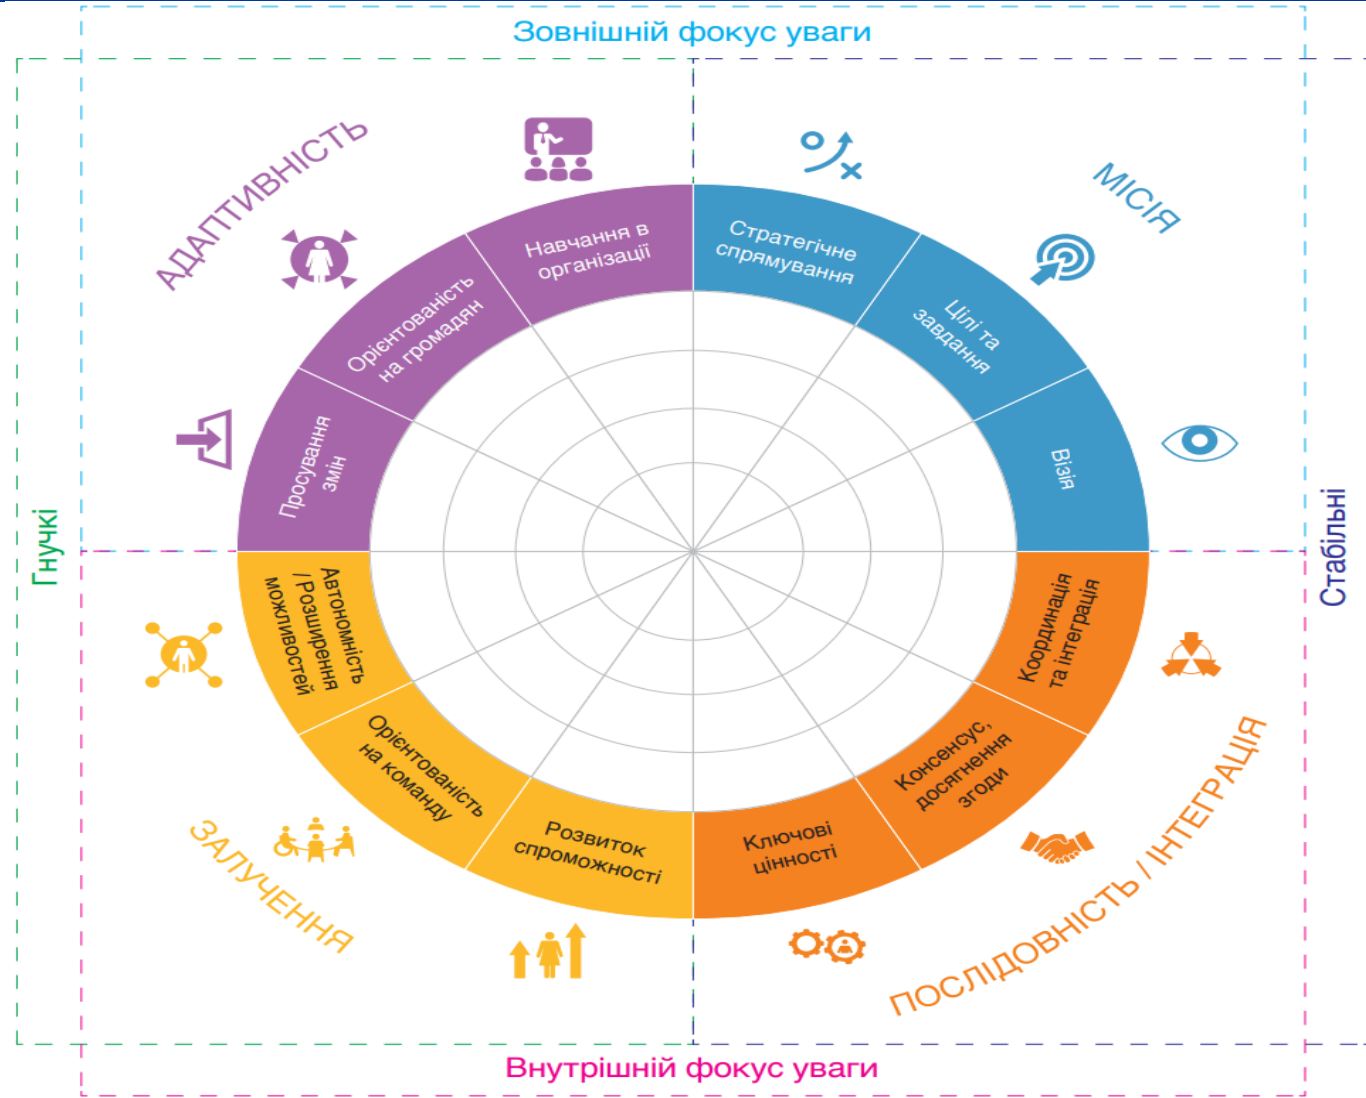 Зовнішній фокус уваги
АДАПТИВНІСТЬ
МІСІЯ
Навчання в
організації
Стратегічне
спрямування
Орієнтованість
на громадян
Цілі та
завдання
Просування
змін
Візія
Гнучкі
Стабільні
Автономність
/ Розширення
можливостей
Координація
та інтеграція
Орієнтованість
на команду
Консенсус,
досягнення
згоди
Розвиток
спроможності
Ключові
цінності
ЗАЛУЧЕННЯ
ПОСЛІДОВНІСТЬ / ІНТЕГРАЦІЯ
Внутрішній фокус уваги